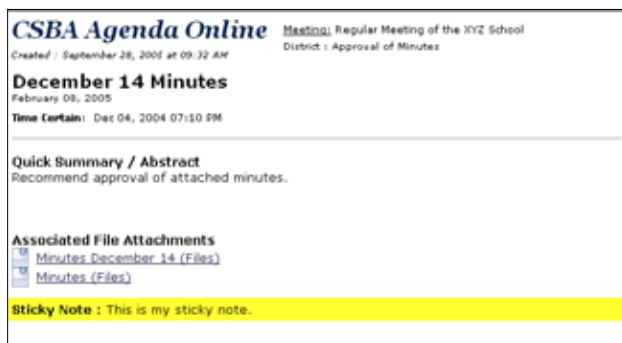 CSBA Agenda Online
Meeting: Regular Meeting of the XYZ School
District : Approval of Minutes
Created : September 28, 2005 at 09:32 AM
December 14 Minutes
February 08, 2005
Time Certain: Dec 04, 2004 07:10 PM
Quick Summary / Abstract
Recommend approval of attached minutes.
Associated File Attachments
Minutes December 14 (Files)
Minutes (Files)
Sticky Note : This is my sticky note.